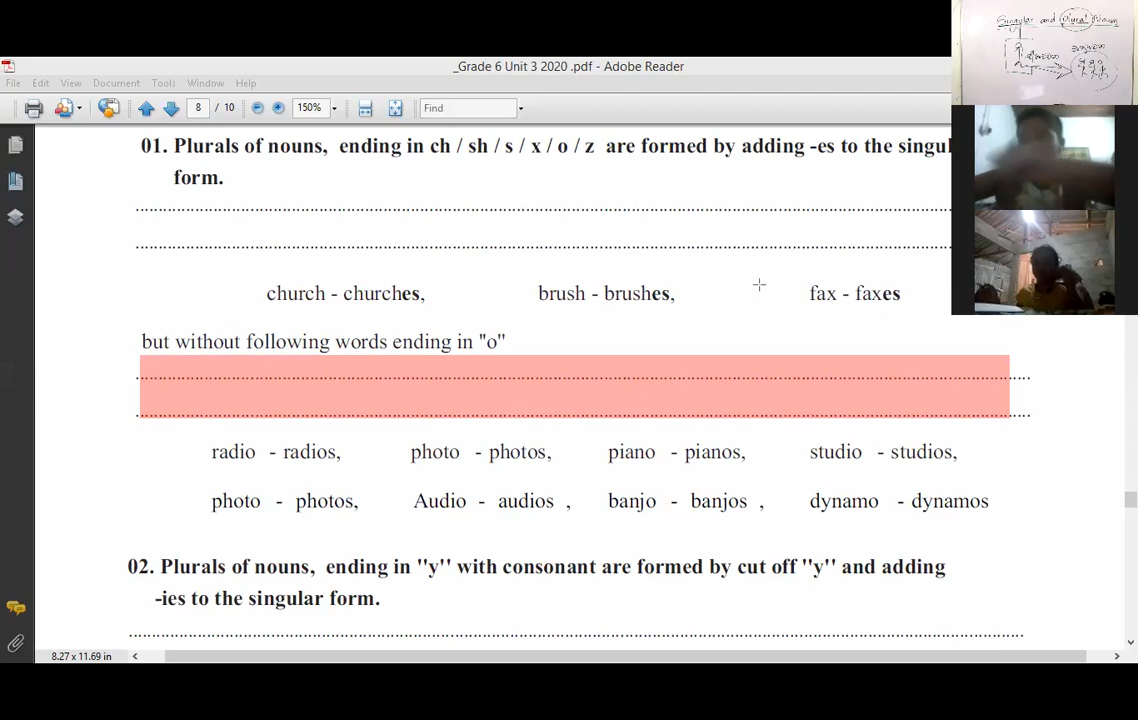 Singular and Plural Nouns
_Grade 6 Unit 3 2020 .pdf - Adobe Reader
File Edit View Document Tools Window Help
8 / 10 150% Find
01. Plurals of nouns, ending in ch / sh / s / x / o / z are formed by adding -es to the singul
form.
church - churches, brush - brushes, fax - faxes
but without following words ending in "o"
radio - radios, photo - photos, piano - pianos, studio - studios,
photo - photos, Audio - audios , banjo - banjos , dynamo - dynamos
02. Plurals of nouns, ending in "y" with consonant are formed by cut off "y" and adding
-ies to the singular form.
8.27 x 11.69 in